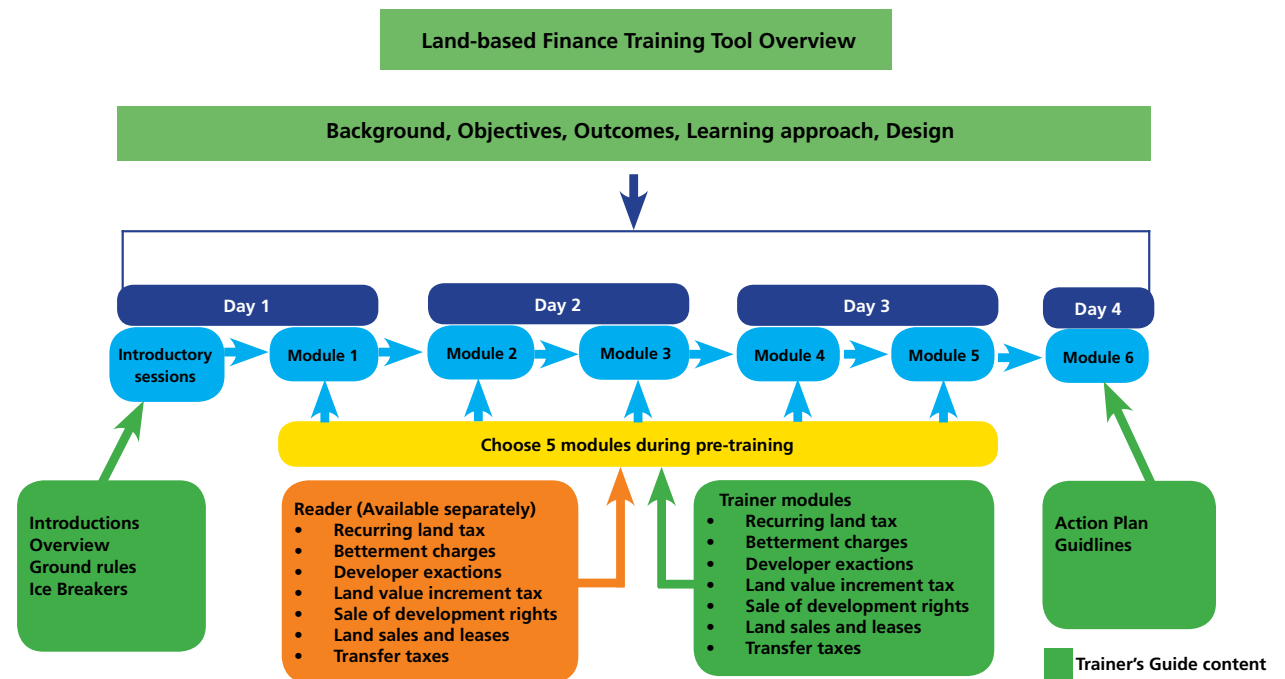 Land-based Finance Training Tool Overview
Background, Objectives, Outcomes, Learning approach, Design
Day 1
Day 2
Day 3
Day 4
Introductory
sessions
Module 1
Module 2
Module 3
Module 4
Module 5
Module 6
Choose 5 modules during pre-training
Introductions
Overview
Ground rules
Ice Breakers
Reader (Available separately)
• Recurring land tax
• Betterment charges
• Developer exactions
• Land value increment tax
• Sale of development rights
• Land sales and leases
• Transfer taxes
Trainer modules
• Recurring land tax
• Betterment charges
• Developer exactions
• Land value increment tax
• Sale of development rights
• Land sales and leases
• Transfer taxes
Action Plan
Guidlines
Trainer's Guide content